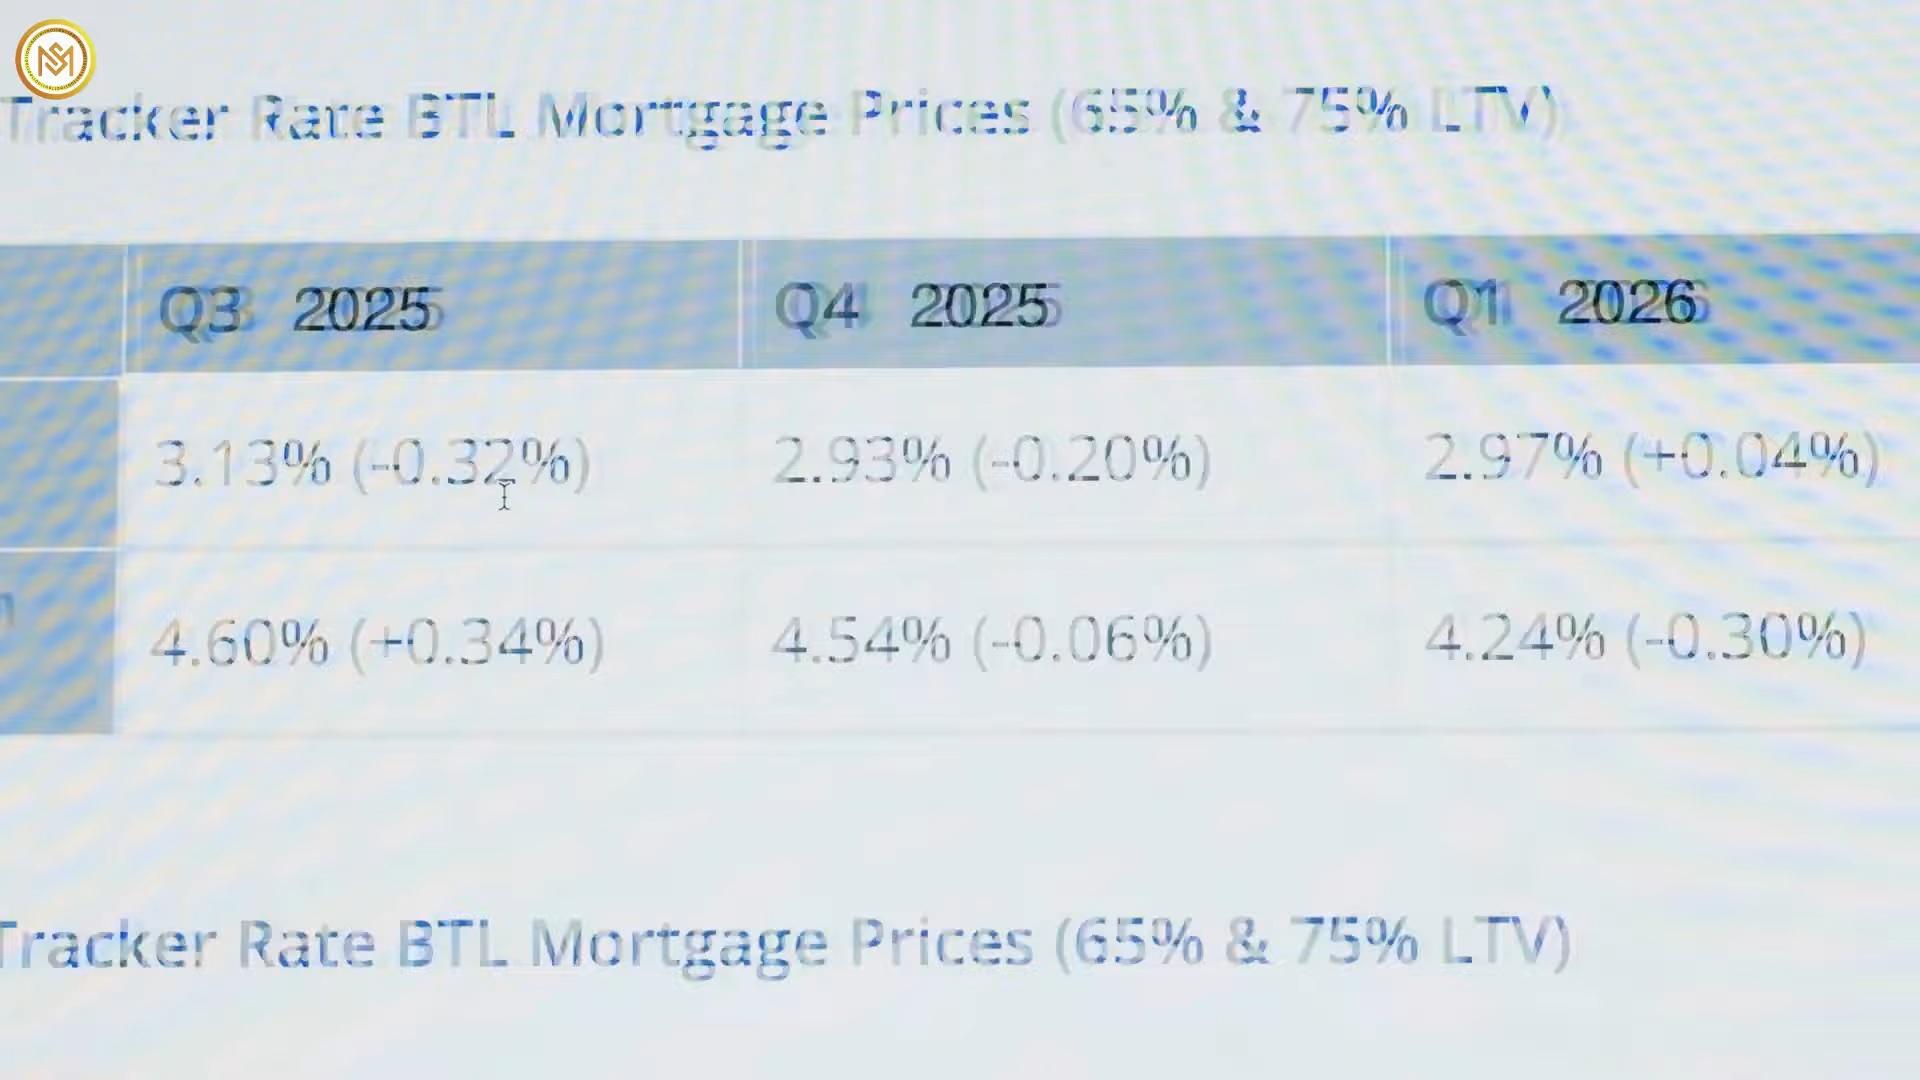 Tracker Rate BTL Mortgage Prices (65% & 75% LTV)
Q3 2025 Q4 2025 Q1 2026
3.13% (-0.32%) 2.93% (-0.20%) 2.97% (+0.04%)
4.60% (+0.34%) 4.54% (-0.06%) 4.24% (-0.30%)
Tracker Rate BTL Mortgage Prices (65% & 75% LTV)